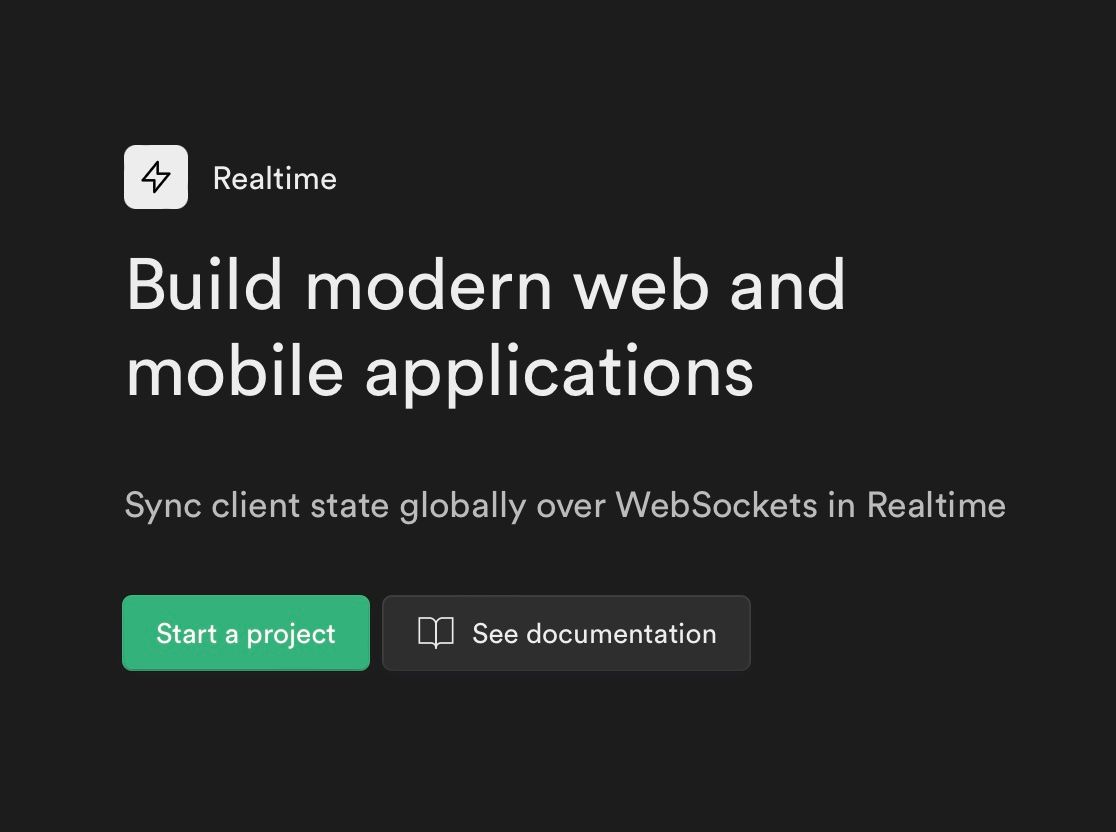 Realtime
Build modern web and
mobile applications
Sync client state globally over WebSockets in Realtime
Start a project
See documentation